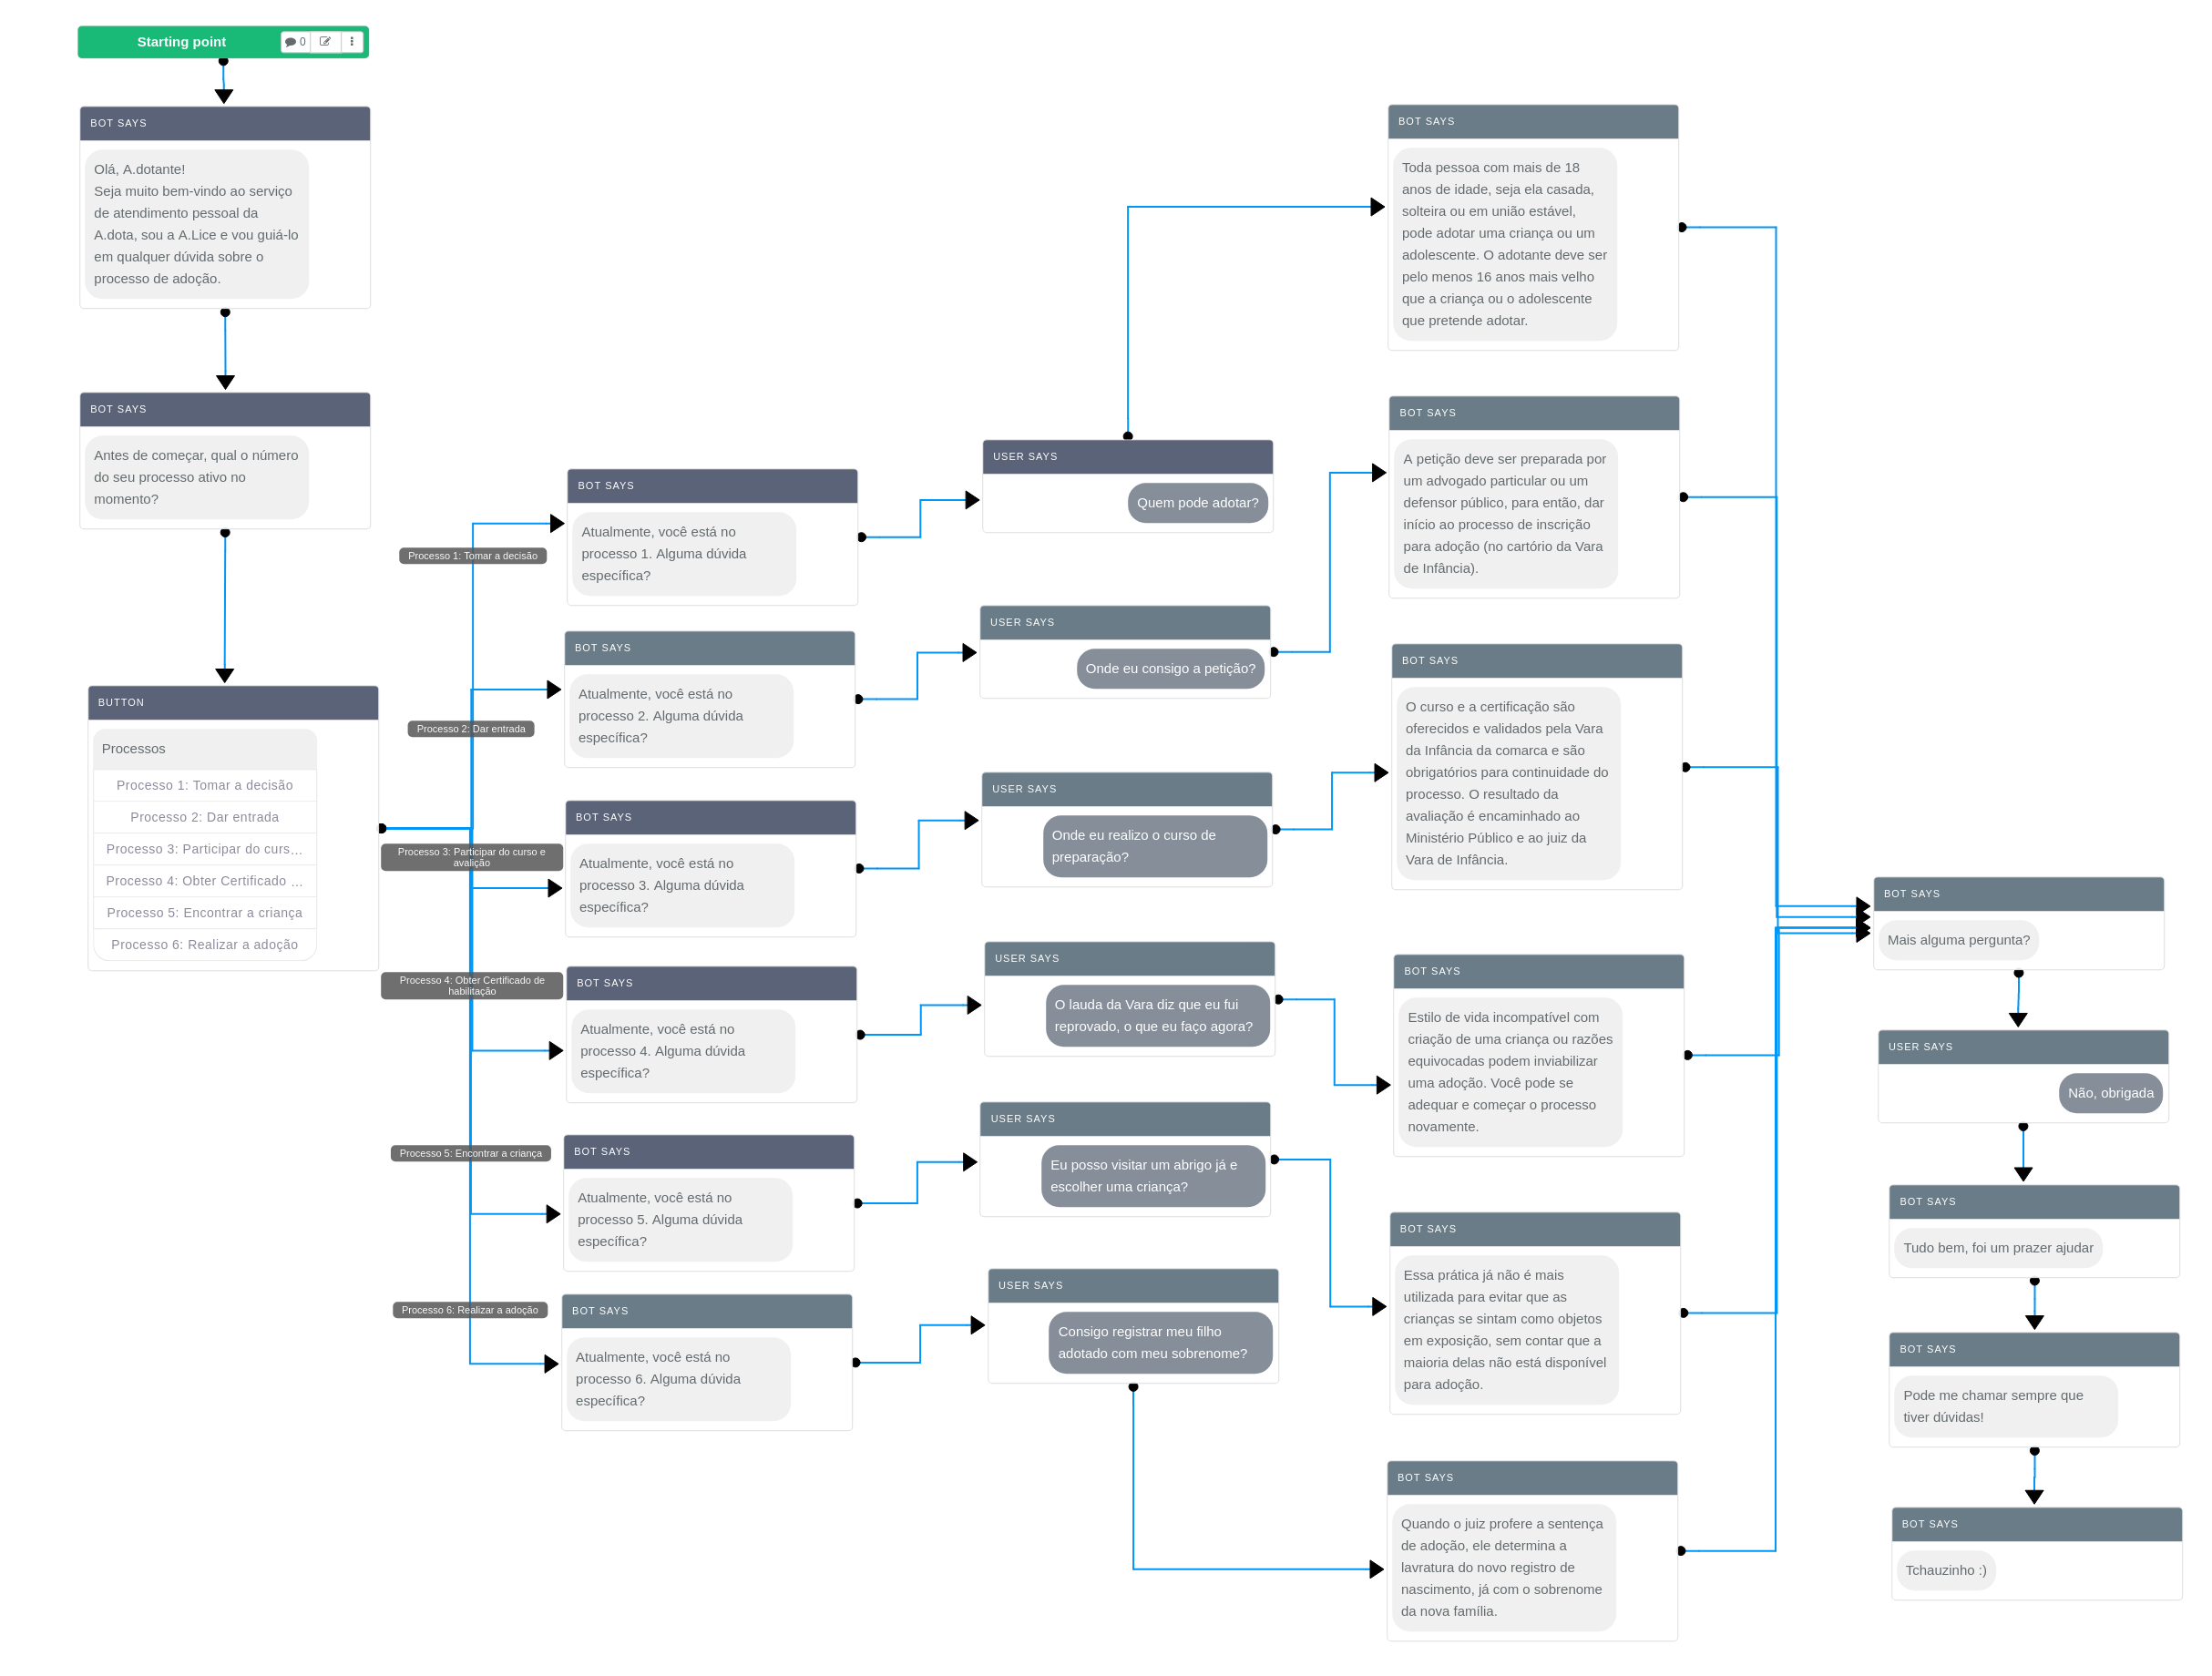 Starting point
0
BOT SAYS
Olá, A.dotante!
Seja muito bem-vindo ao serviço
de atendimento pessoal da
A.dota, sou a A.Lice e vou guiá-lo
em qualquer dúvida sobre o
processo de adoção.
BOT SAYS
Antes de começar, qual o número
do seu processo ativo no
momento?
BUTTON
Processos
Processo 1: Tomar a decisão
Processo 2: Dar entrada
Processo 3: Participar do curs...
Processo 4: Obter Certificado ...
Processo 5: Encontrar a criança
Processo 6: Realizar a adoção
Processo 1: Tomar a decisão
Processo 2: Dar entrada
Processo 3: Participar do curso e
avalição
Processo 4: Obter Certificado de
habilitação
Processo 5: Encontrar a criança
Processo 6: Realizar a adoção
BOT SAYS
Atualmente, você está no
processo 1. Alguma dúvida
específica?
BOT SAYS
Atualmente, você está no
processo 2. Alguma dúvida
específica?
BOT SAYS
Atualmente, você está no
processo 3. Alguma dúvida
específica?
BOT SAYS
Atualmente, você está no
processo 4. Alguma dúvida
específica?
BOT SAYS
Atualmente, você está no
processo 5. Alguma dúvida
específica?
BOT SAYS
Atualmente, você está no
processo 6. Alguma dúvida
específica?
USER SAYS
Quem pode adotar?
USER SAYS
Onde eu consigo a petição?
USER SAYS
Onde eu realizo o curso de
preparação?
USER SAYS
O lauda da Vara diz que eu fui
reprovado, o que eu faço agora?
USER SAYS
Eu posso visitar um abrigo já e
escolher uma criança?
USER SAYS
Consigo registrar meu filho
adotado com meu sobrenome?
BOT SAYS
Toda pessoa com mais de 18
anos de idade, seja ela casada,
solteira ou em união estável,
pode adotar uma criança ou um
adolescente. O adotante deve ser
pelo menos 16 anos mais velho
que a criança ou o adolescente
que pretende adotar.
BOT SAYS
A petição deve ser preparada por
um advogado particular ou um
defensor público, para então, dar
início ao processo de inscrição
para adoção (no cartório da Vara
de Infância).
BOT SAYS
O curso e a certificação são
oferecidos e validados pela Vara
da Infância da comarca e são
obrigatórios para continuidade do
processo. O resultado da
avaliação é encaminhado ao
Ministério Público e ao juiz da
Vara de Infância.
BOT SAYS
Estilo de vida incompatível com
criação de uma criança ou razões
equivocadas podem inviabilizar
uma adoção. Você pode se
adequar e começar o processo
novamente.
BOT SAYS
Essa prática já não é mais
utilizada para evitar que as
crianças se sintam como objetos
em exposição, sem contar que a
maioria delas não está disponível
para adoção.
BOT SAYS
Quando o juiz profere a sentença
de adoção, ele determina a
lavratura do novo registro de
nascimento, já com o sobrenome
da nova família.
BOT SAYS
Mais alguma pergunta?
USER SAYS
Não, obrigada
BOT SAYS
Tudo bem, foi um prazer ajudar
BOT SAYS
Pode me chamar sempre que
tiver dúvidas!
BOT SAYS
Tchauzinho :)